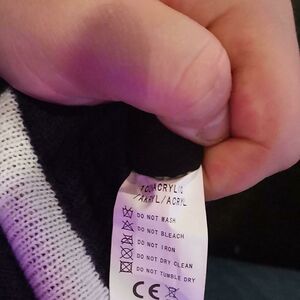 ACRYLIC
/AKRYL/ACRYL
DO NOT WASH
DO NOT BLEACH
DO NOT IRON
DO NOT DRY CLEAN
DO NOT TUMBLE DRY
CE